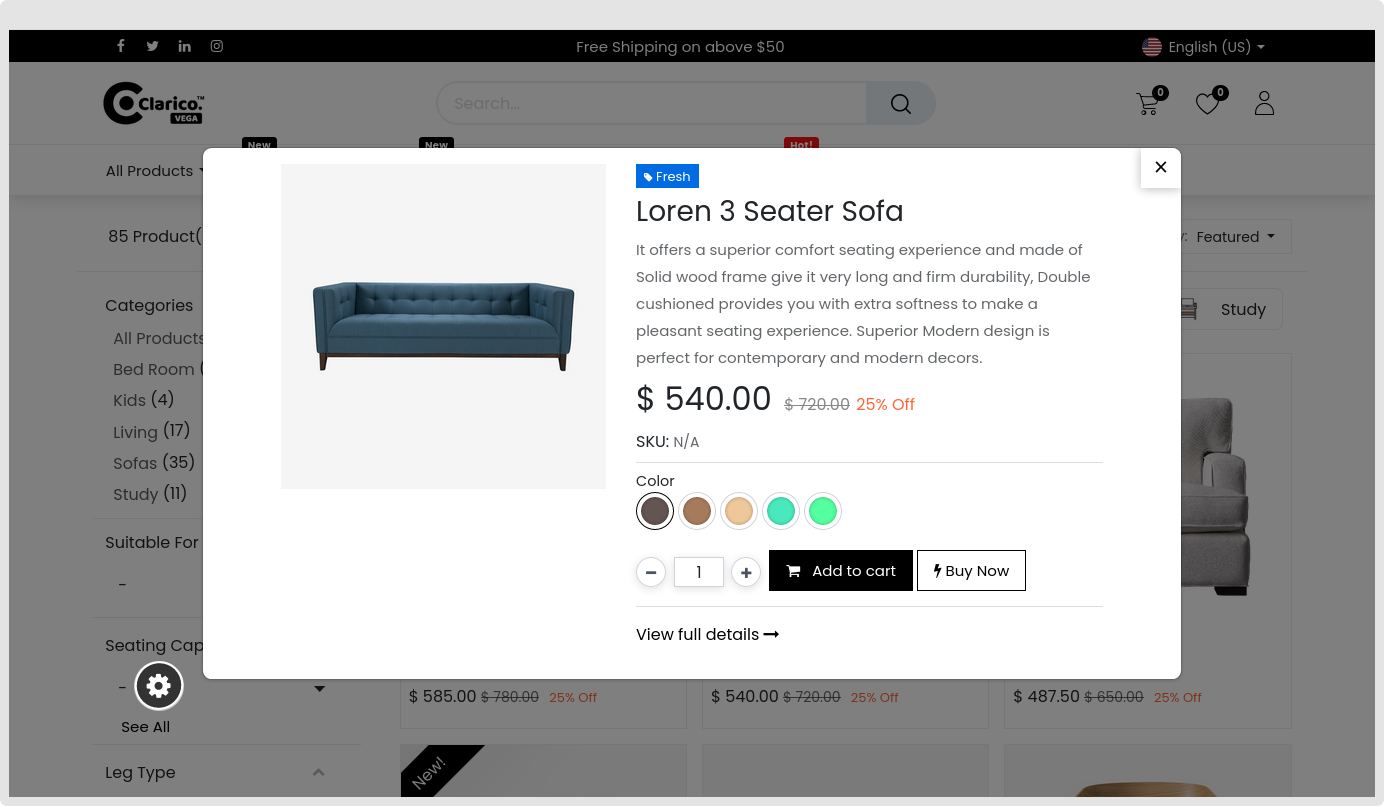 Free Shipping on above $50
English (US)
Clarico.™
VEGA
Search...
0
0
New
New
Hot!
All Products
85 Product(
Featured
Categories
All Products
Bed Room (
Kids (4)
Living (17)
Sofas (35)
Study (11)
Suitable For
-
Seating Cap
-
See All
Leg Type
Study
Fresh
Loren 3 Seater Sofa
It offers a superior comfort seating experience and made of
Solid wood frame give it very long and firm durability, Double
cushioned provides you with extra softness to make a
pleasant seating experience. Superior Modern design is
perfect for contemporary and modern decors.
$ 540.00 $ 720.00 25% Off
SKU: N/A
Color
1
Add to cart
Buy Now
View full details
$ 585.00 $ 780.00 25% Off
$ 540.00 $ 720.00 25% Off
$ 487.50 $ 650.00 25% Off
New!